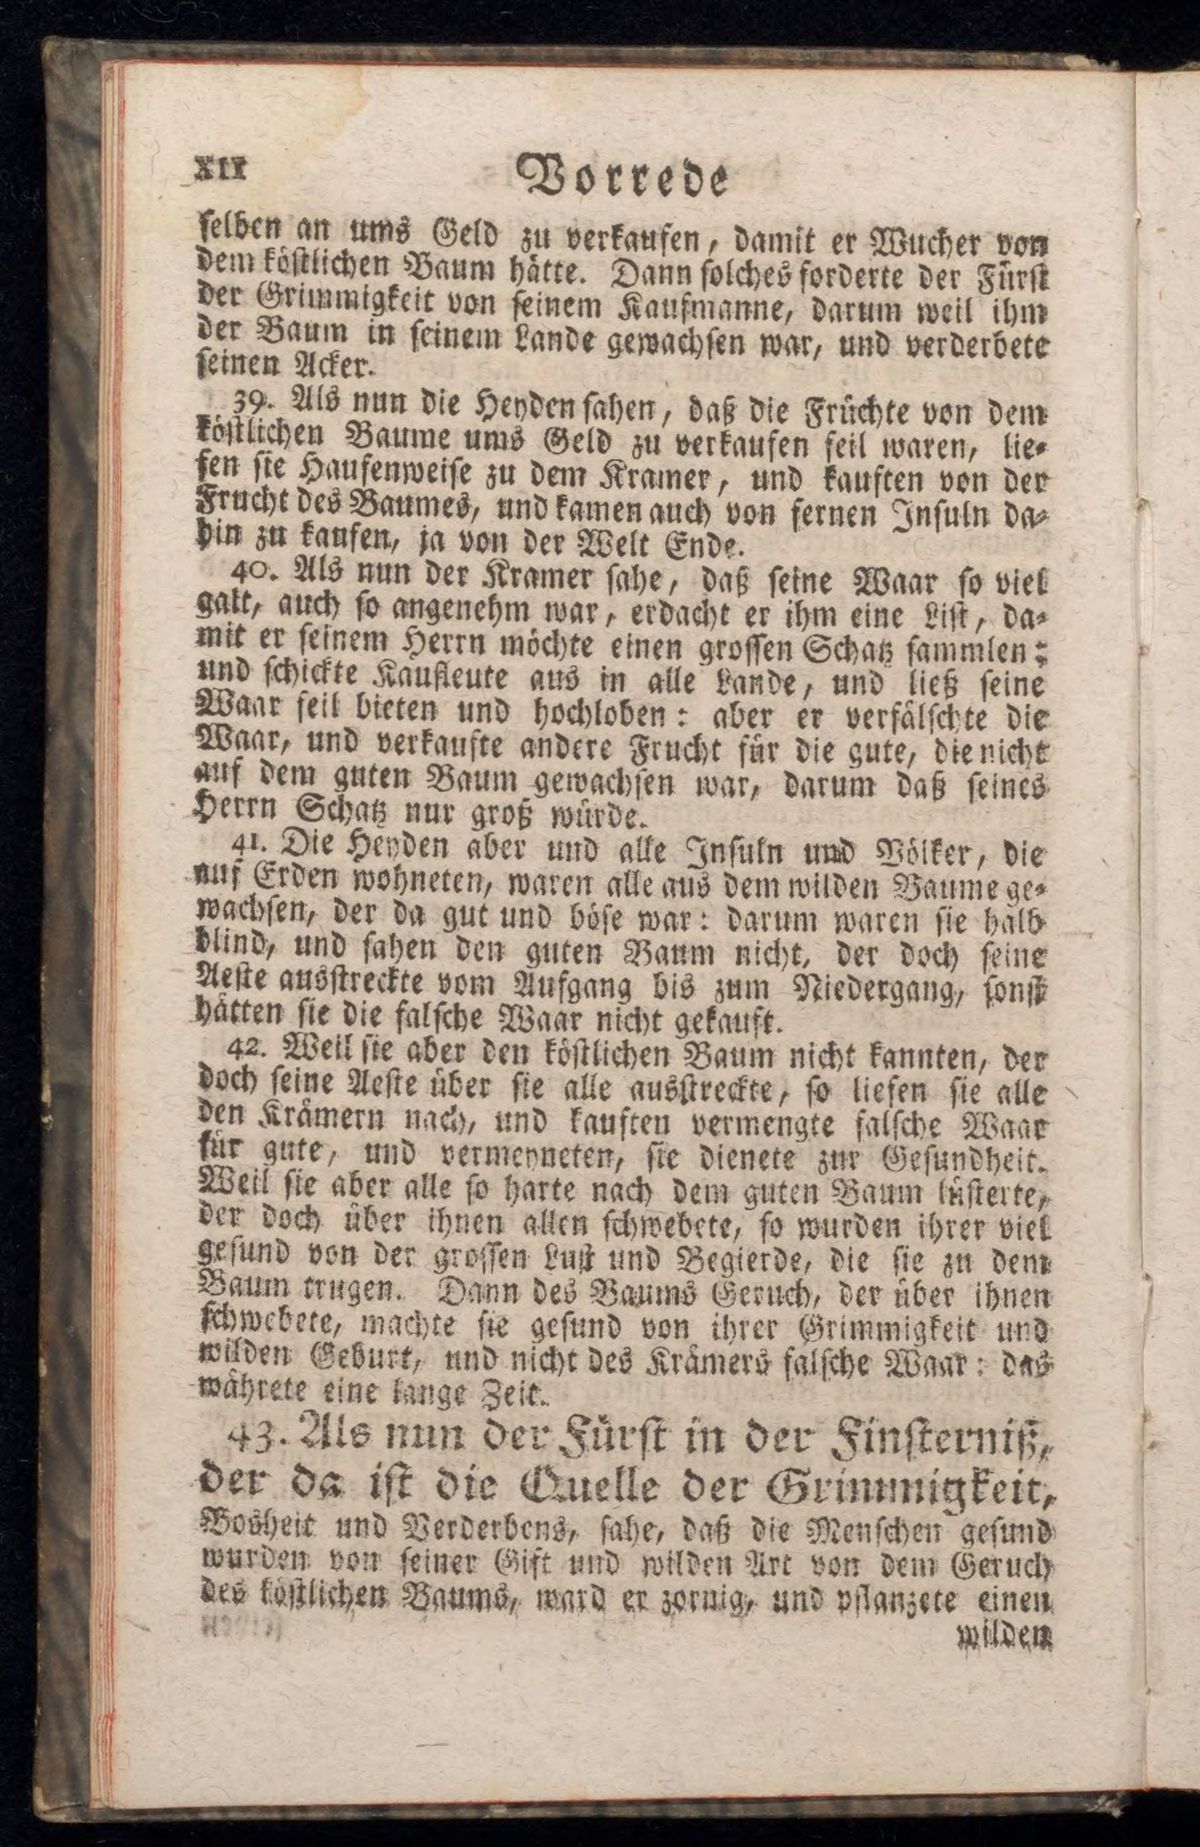 XII
Vorrede
selben an ums Geld zu verkaufen, damit er Wucher von
dem köstlichen Baum hätte. Dann solches forderte der Fürst
der Grimmigkeit von seinem Kaufmanne, darum weil ihm
der Baum in seinem Lande gewachsen war, und verderbete
seinen Acker.
39. Als nun die Heyden sahen, daß die Früchte von dem
köstlichen Baume ums Geld zu verkaufen feil waren, lie-
fen sie Haufenweise zu dem Kramer, und kauften von der
Frucht des Baumes, und kamen auch von fernen Insuln da-
hin zu kaufen, ja von der Welt Ende.
40. Als nun der Kramer sahe, daß seine Waar so viel
galt, auch so angenehm war, erdacht er ihm eine List, da-
mit er seinem Herrn möchte einen grossen Schatz sammlen;
und schickte Kaufleute aus in alle Lande, und ließ seine
Waar feil bieten und hochloben: aber er verfälschte die
Waar, und verkaufte andere Frucht für die gute, die nicht
auf dem guten Baum gewachsen war, darum daß seines
Herrn Schatz nur groß würde.
41. Die Heyden aber und alle Insuln und Völker, die
auf Erden wohneten, waren alle aus dem wilden Baume ge-
wachsen, der da gut und böse war: darum waren sie halb
blind, und sahen den guten Baum nicht, der doch seine
Aeste ausstreckte vom Aufgang bis zum Niedergang, sonst
hätten sie die falsche Waar nicht gekauft.
42. Weil sie aber den köstlichen Baum nicht kannten, der
doch seine Aeste über sie alle ausstreckte, so liefen sie alle
den Krämern nach, und kauften vermengte falsche Waar
für gute, und vermeyneten, sie dienete zur Gesundheit.
Weil sie aber alle so harte nach dem guten Baum lüsterte,
der doch über ihnen allen schwebete, so wurden ihrer viel
gesund von der grossen Lust und Begierde, die sie zu dem
Baum trugen. Dann des Baums Geruch, der über ihnen
schwebete, machte sie gesund von ihrer Grimmigkeit und
wilden Geburt, und nicht des Krämers falsche Waar: das
währete eine lange Zeit.
43. Als nun der Fürst in der Finsterniß,
der da ist die Quelle der Grimmigkeit,
Bosheit und Verderbens, sahe, daß die Menschen gesund
wurden von seiner Gift und wilden Art von dem Geruch
des köstlichen Baums, ward er zornig, und pflanzete einen
wilden